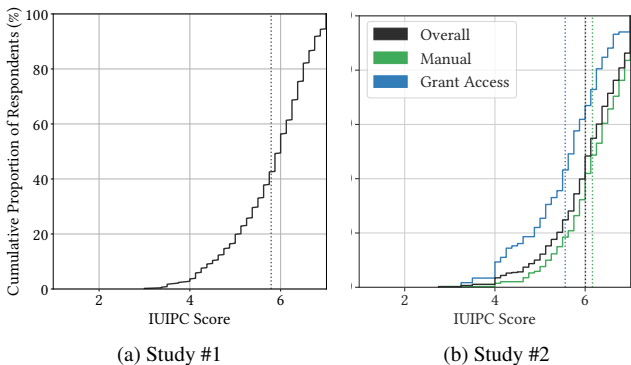 Cumulative Proportion of Respondents (%)
100
80
60
40
20
0
2
4
6
IUIPC Score
(a) Study #1
Overall
Manual
Grant Access
2
4
6
IUIPC Score
(b) Study #2